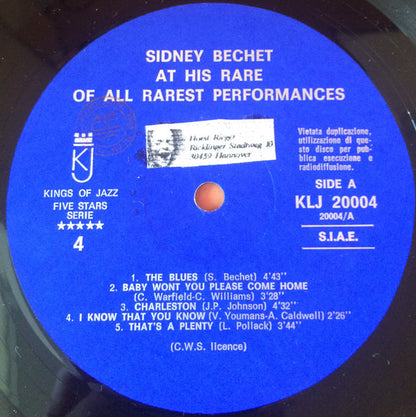 SIDNEY BECHET
AT HIS RARE
OF ALL RAREST PERFORMANCES
KJ
KINGS OF JAZZ
FIVE STARS
SERIE
★★★★★
4
Horst Rieger
Ricklinger Stadtweg 10
30459 Hannover
Vietata duplicazione,
utilizzazione di que-
sto disco per pub-
blica esecuzione e
radiodiffusione.
SIDE A
KLJ 20004
20004/A
S.I.A.E.
1. THE BLUES (S. Bechet) 4'43''
2. BABY WONT YOU PLEASE COME HOME
(C. Warfield-C. Williams) 3'28''
3. CHARLESTON (J.P. Johnson) 4'32''
4. I KNOW THAT YOU KNOW (V. Youmans-A. Caldwell) 2'26''
5. THAT'S A PLENTY (L. Pollack) 3'44''
(C.W.S. licence)